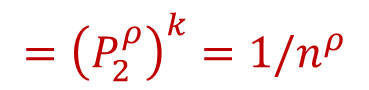 = (P₂^ρ)^k = 1/n^ρ